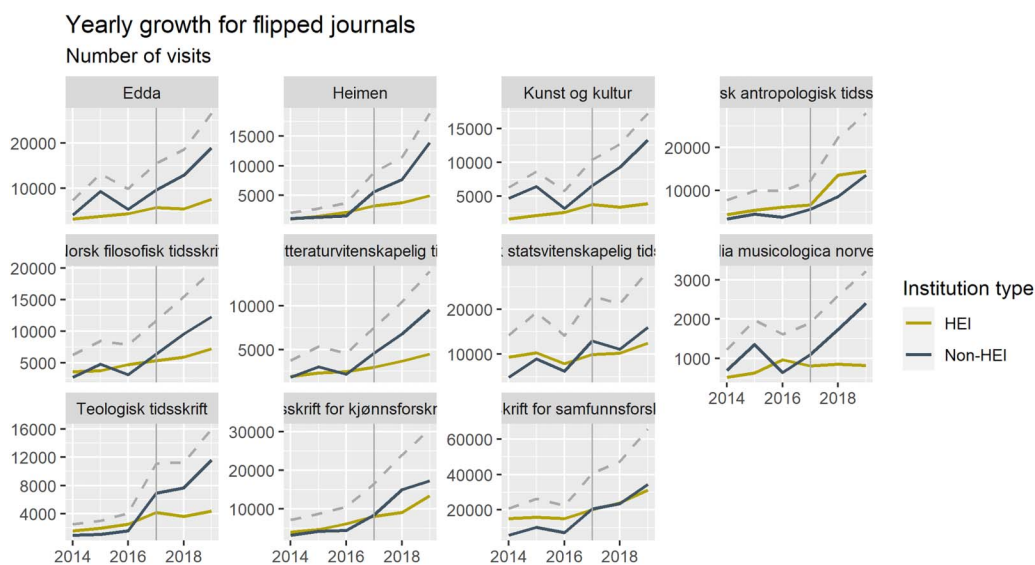 Yearly growth for flipped journals
Number of visits
Edda
20000
10000
Heimen
15000
10000
5000
Kunst og kultur
15000
10000
5000
sk antropologisk tidss
20000
10000
Norsk filosofisk tidsskri
20000
15000
10000
5000
tteraturvitenskapelig ti
10000
5000
statsvitenskapelig tids
20000
10000
lia musicologica norve
3000
2000
1000
2014 2016 2018
Teologisk tidsskrift
16000
12000
8000
4000
2014 2016 2018
sskrift for kjønnsforskr
30000
20000
10000
2014 2016 2018
skrift for samfunnsforsk
60000
40000
20000
2014 2016 2018
Institution type
HEI
Non-HEI